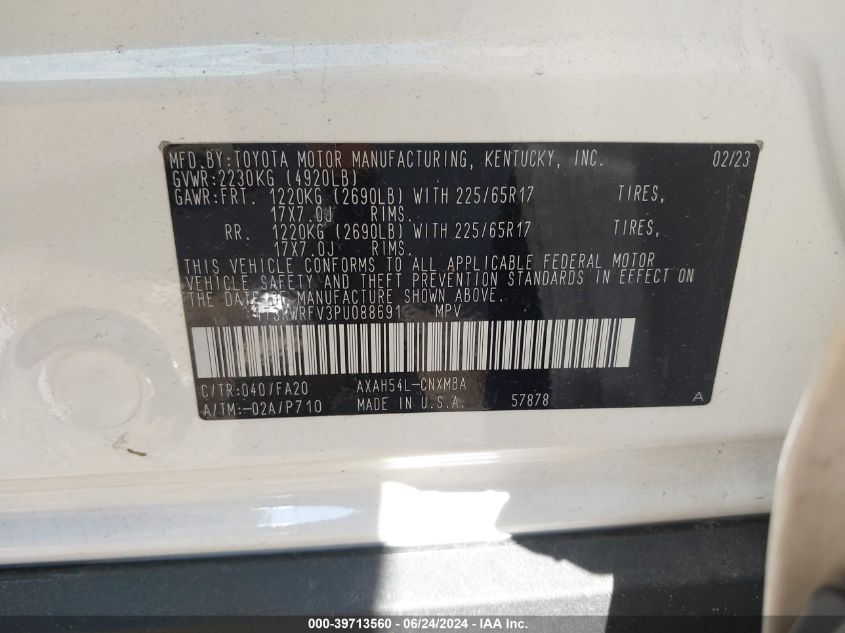 MFD.BY:TOYOTA MOTOR MANUFACTURING, KENTUCKY, INC. 02/23
GVWR:2230KG (4920LB)
GAWR:FRT. 1220KG (2690LB) WITH 225/65R17 TIRES,
17X7.0J RIMS.
RR. 1220KG (2690LB) WITH 225/65R17 TIRES,
17X7.0J RIMS.
THIS VEHICLE CONFORMS TO ALL APPLICABLE FEDERAL MOTOR
VEHICLE SAFETY AND THEFT PREVENTION STANDARDS IN EFFECT ON
THE DATE OF MANUFACTURE SHOWN ABOVE.
MPV
C/TR:040/FA20 AXAH54L-CNXMBA
A/TM:-02A/P710 MADE IN U.S.A. 57878 A
000-39713560 - 06/24/2024 - IAA, Inc.